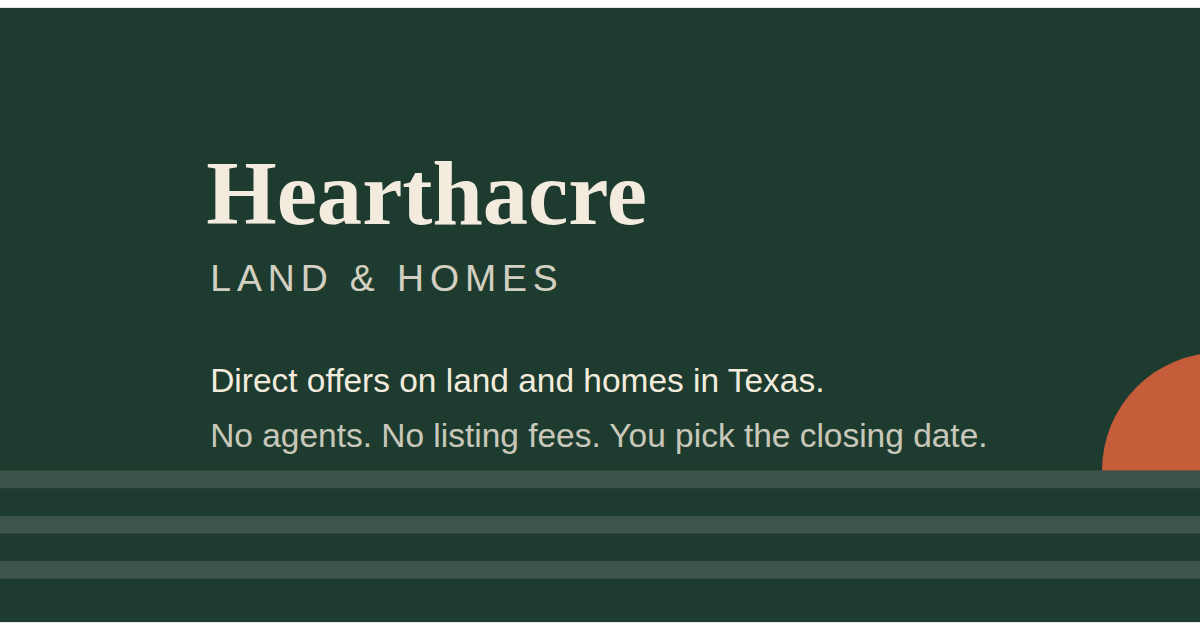 Hearthacre
LAND & HOMES
Direct offers on land and homes in Texas.
No agents. No listing fees. You pick the closing date.